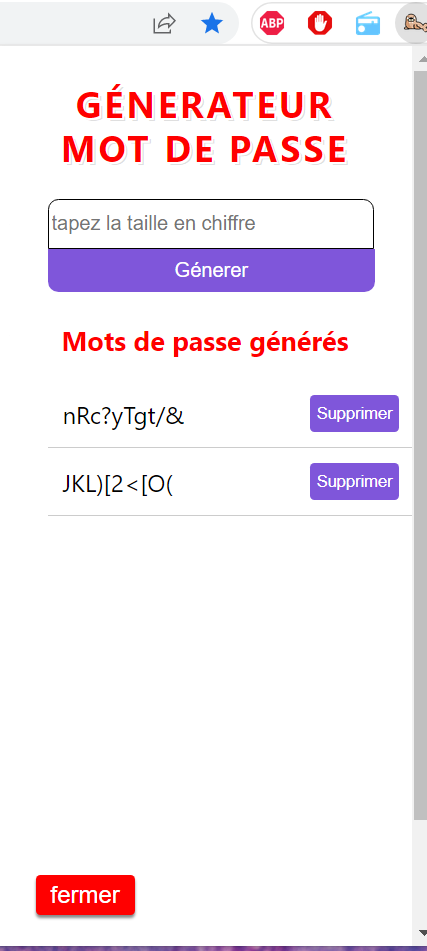 ABP
GÉNERATEUR
MOT DE PASSE
tapez la taille en chiffre
Génerer
Mots de passe générés
nRc?yTgt/& Supprimer
JKL)[2<[O( Supprimer
fermer